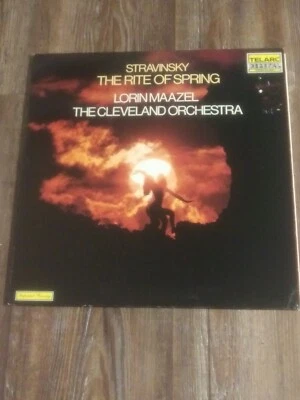 STRAVINSKY
THE RITE OF SPRING
LORIN MAAZEL
THE CLEVELAND ORCHESTRA
TELARC